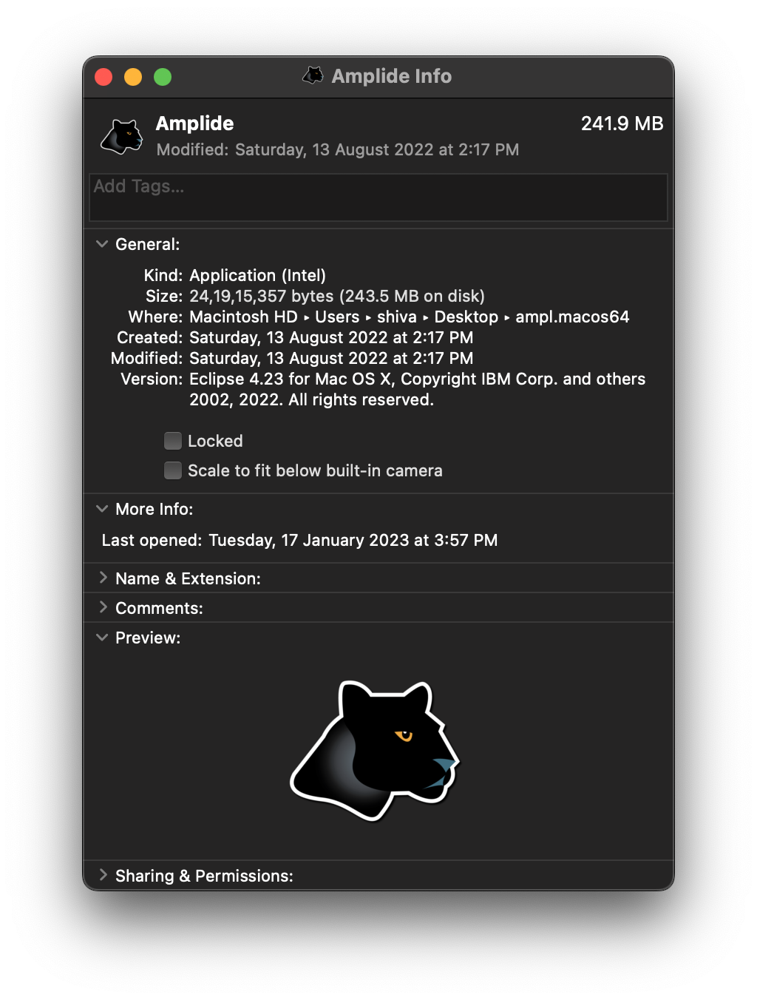 Amplide Info
Amplide 241.9 MB
Modified: Saturday, 13 August 2022 at 2:17 PM
Add Tags...
General:
Kind: Application (Intel)
Size: 24,19,15,357 bytes (243.5 MB on disk)
Where: Macintosh HD ▸ Users ▸ shiva ▸ Desktop ▸ ampl.macos64
Created: Saturday, 13 August 2022 at 2:17 PM
Modified: Saturday, 13 August 2022 at 2:17 PM
Version: Eclipse 4.23 for Mac OS X, Copyright IBM Corp. and others
2002, 2022. All rights reserved.
Locked
Scale to fit below built-in camera
More Info:
Last opened: Tuesday, 17 January 2023 at 3:57 PM
Name & Extension:
Comments:
Preview:
Sharing & Permissions: